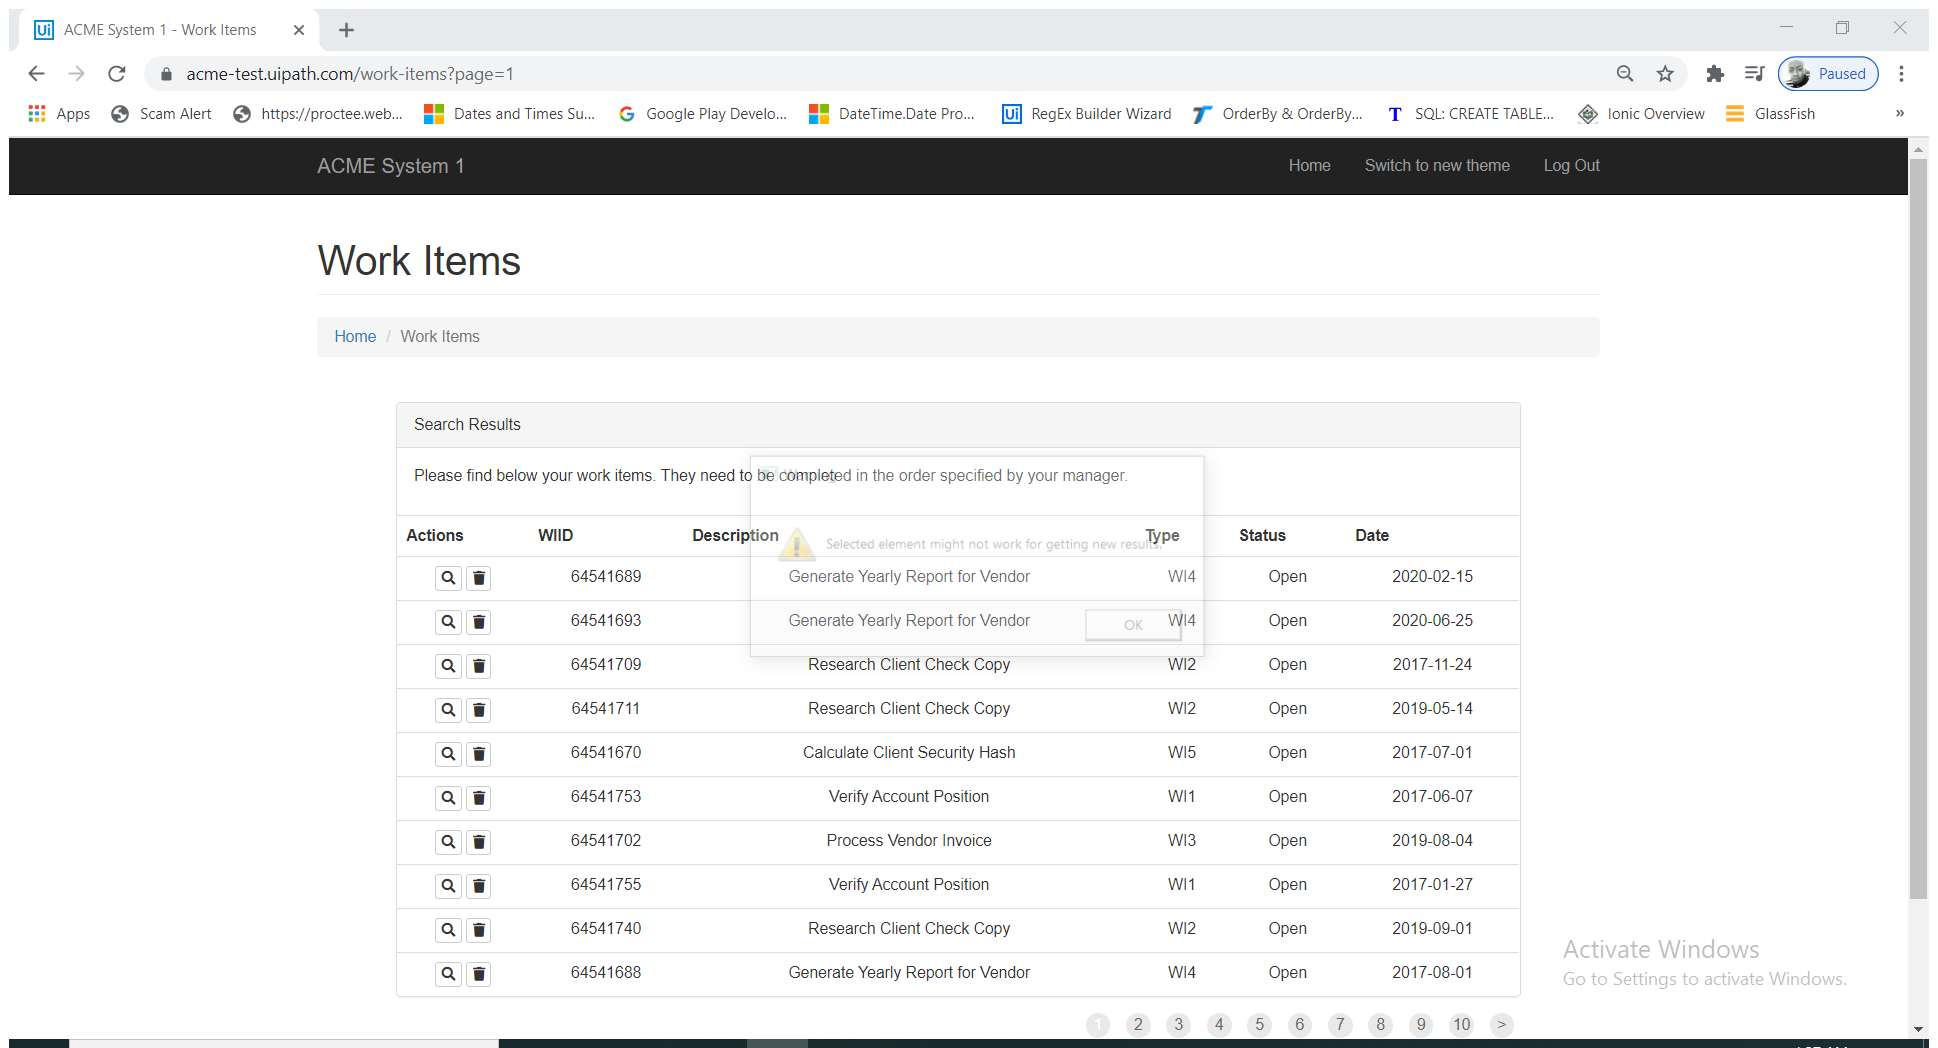 Ui ACME System 1 - Work Items
acme-test.uipath.com/work-items?page=1
Paused
Apps Scam Alert https://proctee.web... Dates and Times Su... Google Play Develo... DateTime.Date Pro... Ui RegEx Builder Wizard OrderBy & OrderBy... T SQL: CREATE TABLE... Ionic Overview GlassFish »
ACME System 1 Home Switch to new theme Log Out
Work Items
Home / Work Items
Search Results
Please find below your work items. They need to be completed in the order specified by your manager.
Actions WIID Description Type Status Date
Selected element might not work for getting new results.
64541689 Generate Yearly Report for Vendor WI4 Open 2020-02-15
64541693 Generate Yearly Report for Vendor WI4 Open 2020-06-25
OK
64541709 Research Client Check Copy WI2 Open 2017-11-24
64541711 Research Client Check Copy WI2 Open 2019-05-14
64541670 Calculate Client Security Hash WI5 Open 2017-07-01
64541753 Verify Account Position WI1 Open 2017-06-07
64541702 Process Vendor Invoice WI3 Open 2019-08-04
64541755 Verify Account Position WI1 Open 2017-01-27
64541740 Research Client Check Copy WI2 Open 2019-09-01
64541688 Generate Yearly Report for Vendor WI4 Open 2017-08-01
Activate Windows
Go to Settings to activate Windows.
1 2 3 4 5 6 7 8 9 10 >